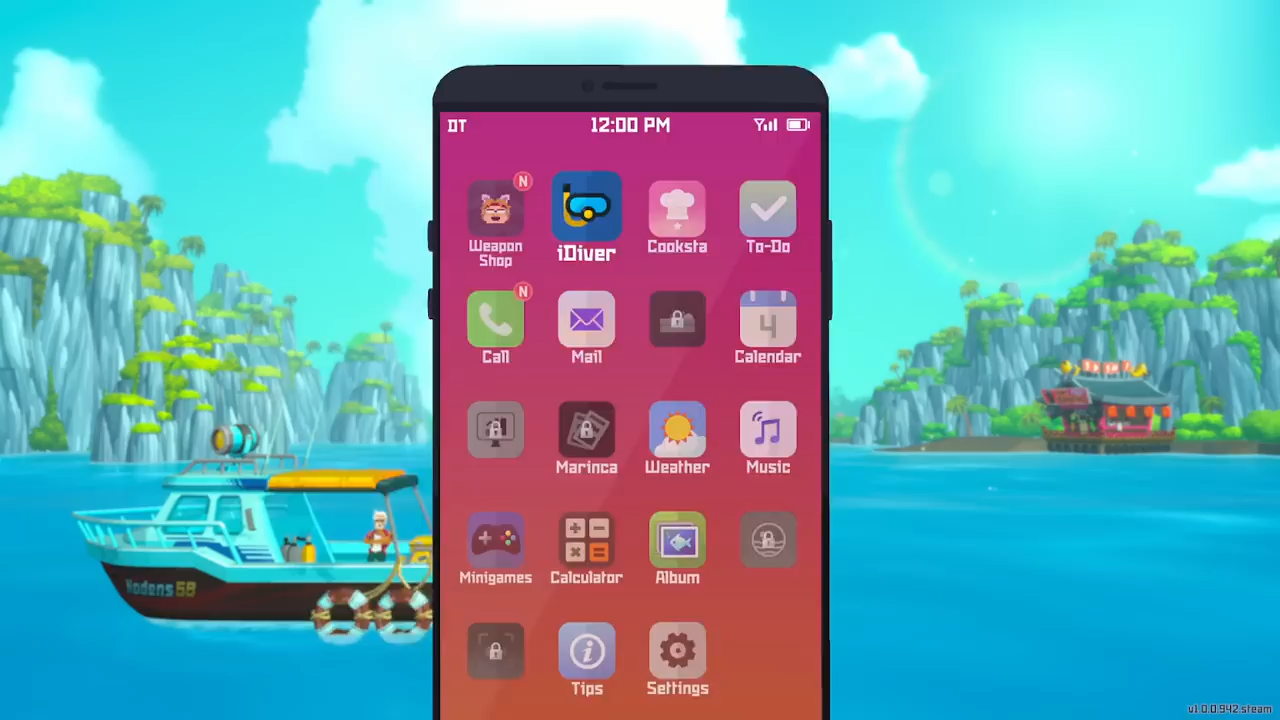 DT
12:00 PM
N
Weapon
Shop
iDiver
Cooksta
To-Do
N
Call
Mail
4
Calendar
Marinca
Weather
Music
Minigames
Calculator
Album
Tips
Settings
Nodens 58
v1.0.0.942.steam